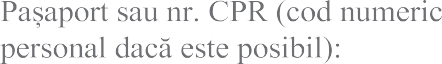 Pașaport sau nr. CPR (cod numeric
personal dacă este posibil):